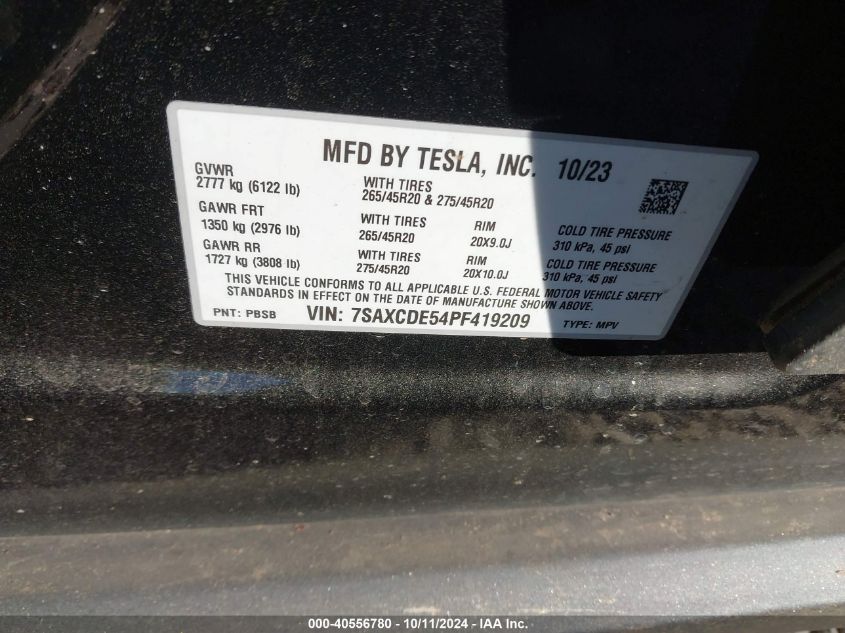 MFD BY TESLA, INC. 10/23
GVWR
2777 kg (6122 lb)
WITH TIRES
265/45R20 & 275/45R20
GAWR FRT
1350 kg (2976 lb)
WITH TIRES
265/45R20
RIM
20X9.0J
COLD TIRE PRESSURE
310 kPa, 45 psi
GAWR RR
1727 kg (3808 lb)
WITH TIRES
275/45R20
RIM
20X10.0J
COLD TIRE PRESSURE
310 kPa, 45 psi
THIS VEHICLE CONFORMS TO ALL APPLICABLE U.S. FEDERAL MOTOR VEHICLE SAFETY
STANDARDS IN EFFECT ON THE DATE OF MANUFACTURE SHOWN ABOVE.
PNT: PBSB VIN: 7SAXCDE54PF419209 TYPE: MPV
000-40556780 - 10/11/2024 - IAA Inc.